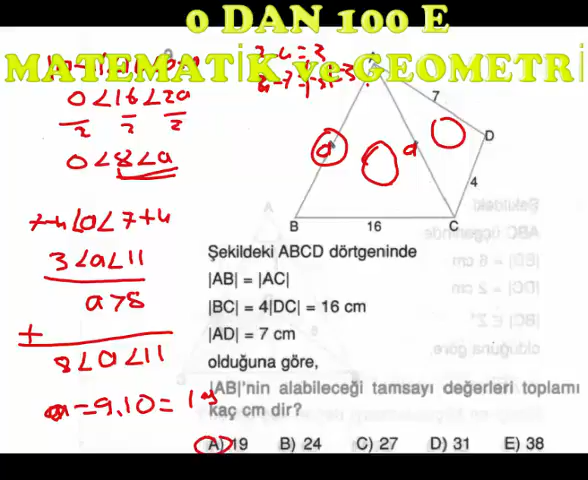 0 DAN 100 E
MATEMATİK ve GEOMETRİ
0<16<2a
2 2 2
0<8<a
7-4<a<7+4
3<a<11
a>8
+
8<a<11
a=9,10=19
7
D
a
a
4
B
16
C
Şekildeki ABCD dörtgeninde
|AB| = |AC|
|BC| = 4|DC| = 16 cm
|AD| = 7 cm
olduğuna göre,
|AB|'nin alabileceği tamsayı değerleri toplamı
kaç cm dir?
A) 19 B) 24 C) 27 D) 31 E) 38